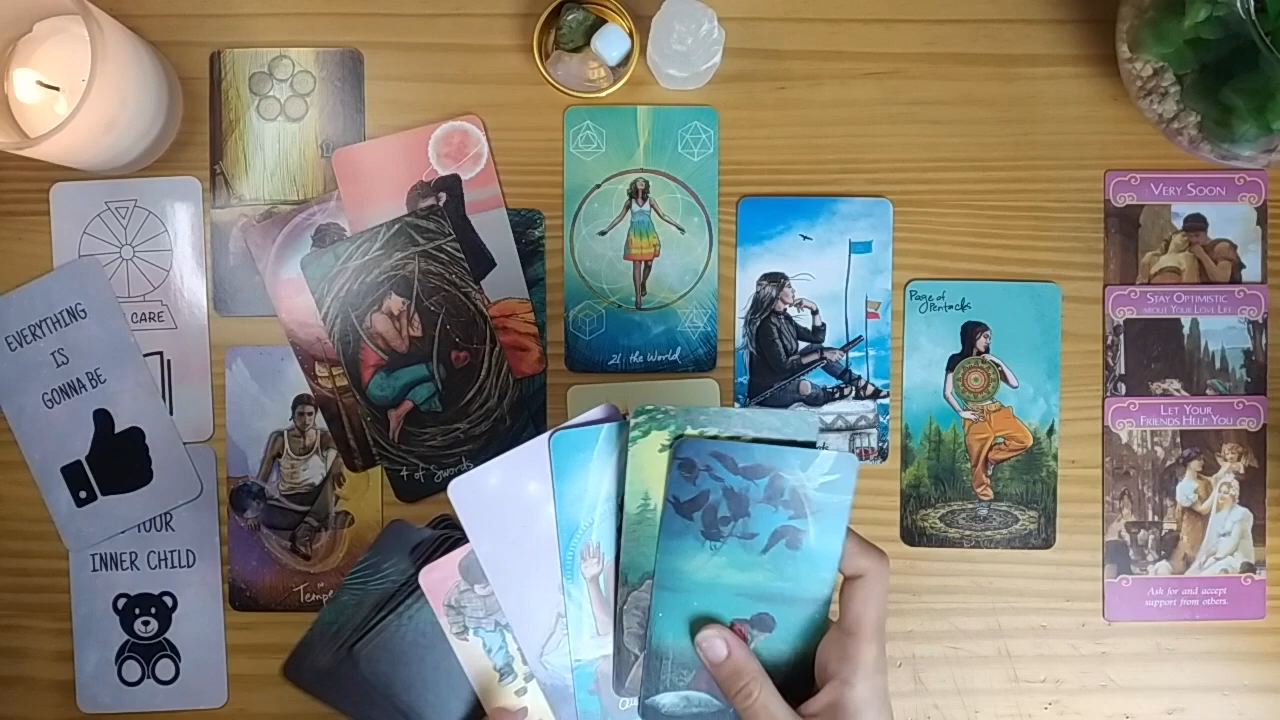 CARE
EVERYTHING
IS
GONNA BE
YOUR
INNER CHILD
4 of Swords
21 the World
Page of
Pentacles
VERY SOON
STAY OPTIMISTIC
ABOUT YOUR LOVE LIFE
LET YOUR
FRIENDS HELP YOU
Ask for and accept
support from others.